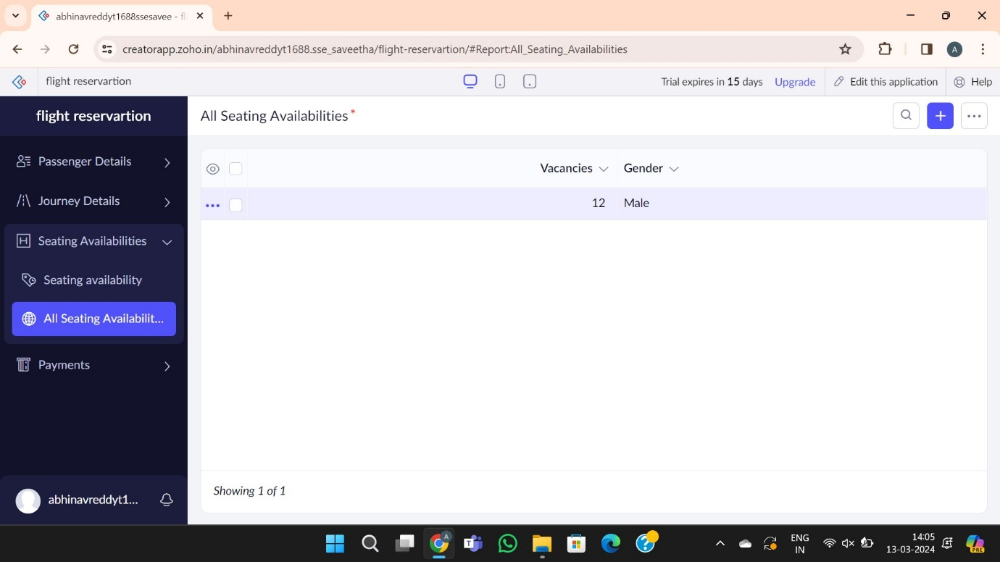 abhinavreddyt1688ssesavee - fl
creatorapp.zoho.in/abhinavreddyt1688.sse_saveetha/flight-reservartion/#Report:All_Seating_Availabilities
A
flight reservartion
Trial expires in 15 days
Upgrade
Edit this application
Help
flight reservartion
All Seating Availabilities*
Passenger Details
Journey Details
Seating Availabilities
Seating availability
All Seating Availabilit...
Payments
Vacancies
Gender
12
Male
Showing 1 of 1
abhinavreddyt1...
A
T
ENG
IN
14:05
13-03-2024
PRE